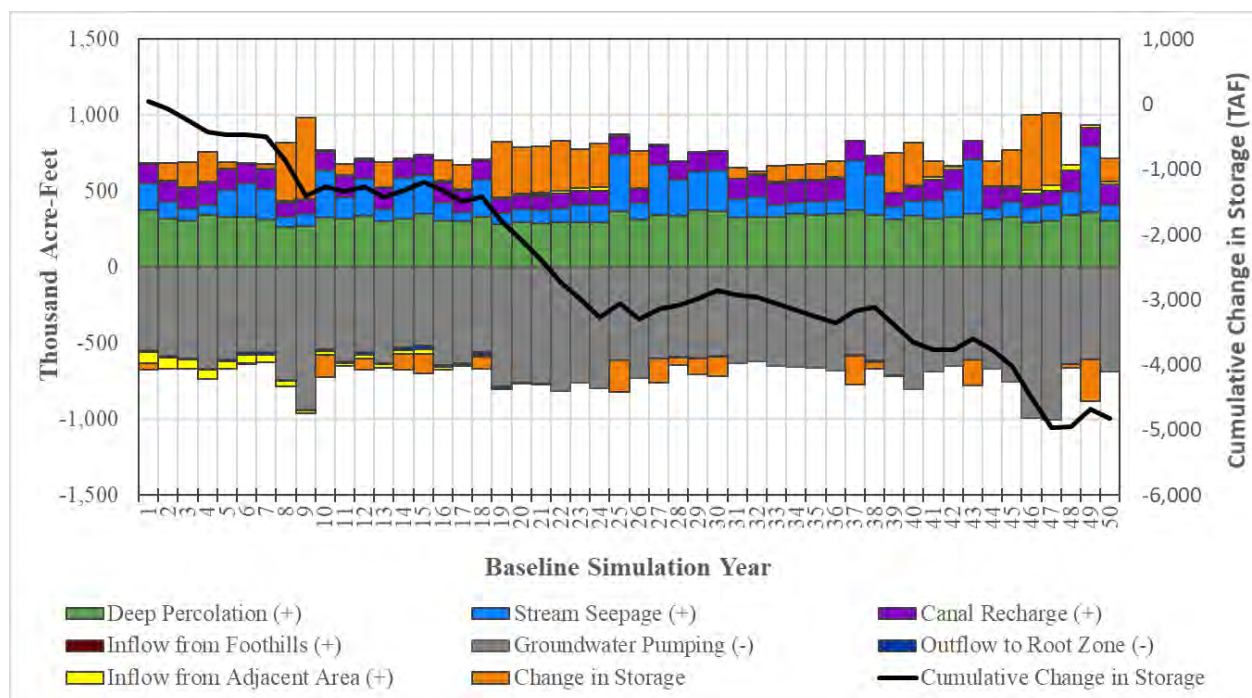 1,500
1,000
500
0
-500
-1,000
-1,500
Thousand Acre-Feet
1,000
0
-1,000
-2,000
-3,000
-4,000
-5,000
-6,000
Cumulative Change in Storage (TAF)
1 2 3 4 5 6 7 8 9 10 11 12 13 14 15 16 17 18 19 20 21 22 23 24 25 26 27 28 29 30 31 32 33 34 35 36 37 38 39 40 41 42 43 44 45 46 47 48 49 50
Baseline Simulation Year
Deep Percolation (+) Stream Seepage (+) Canal Recharge (+)
Inflow from Foothills (+) Groundwater Pumping (-) Outflow to Root Zone (-)
Inflow from Adjacent Area (+) Change in Storage Cumulative Change in Storage